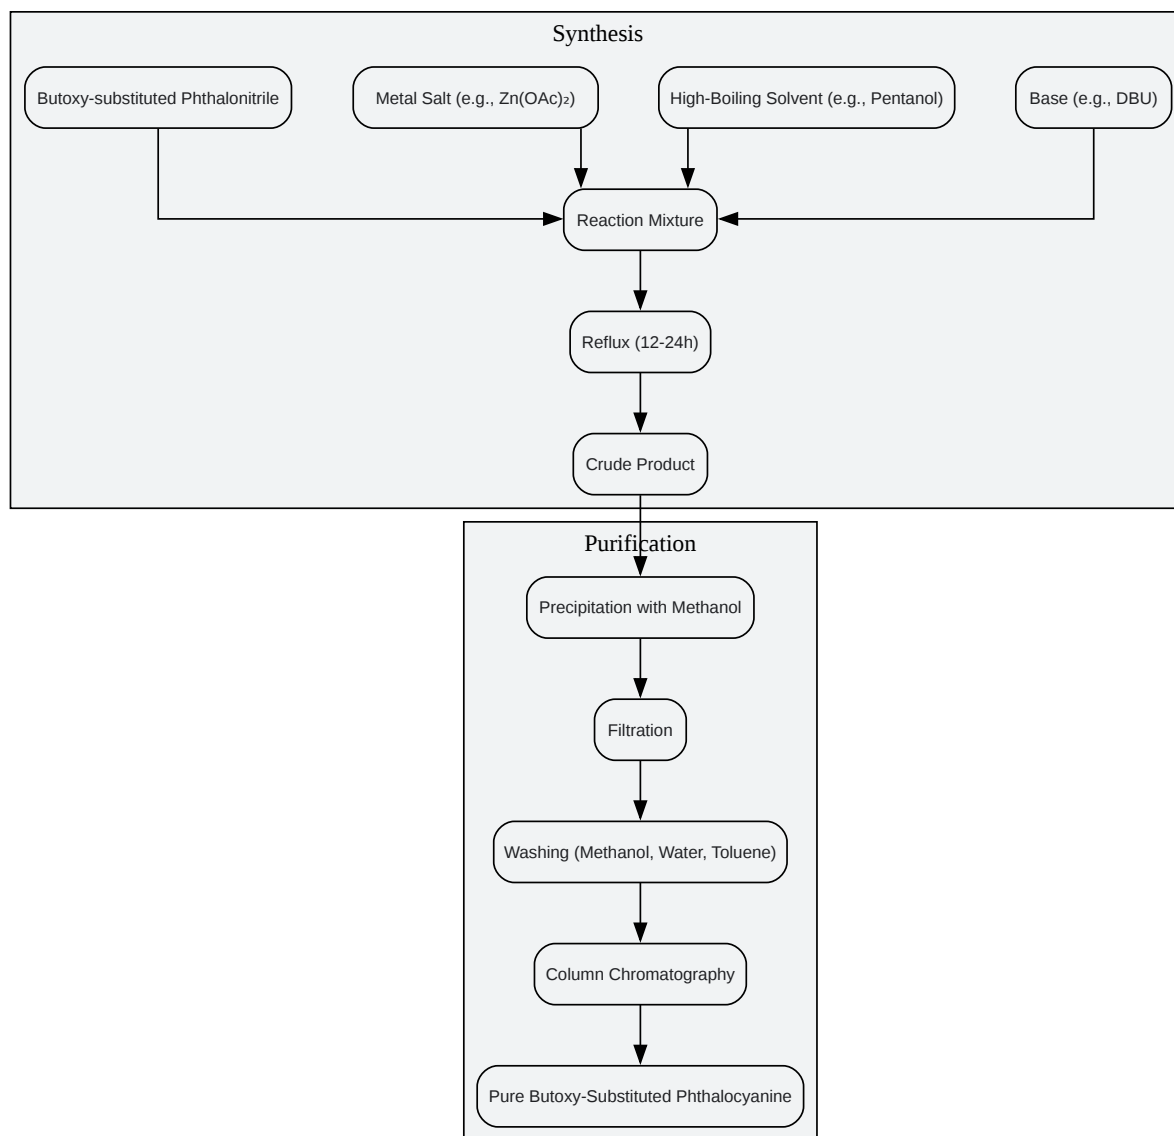 Synthesis
Butoxy-substituted Phthalonitrile
Metal Salt (e.g., Zn(OAc)₂)
High-Boiling Solvent (e.g., Pentanol)
Base (e.g., DBU)
Reaction Mixture
Reflux (12-24h)
Crude Product
Purification
Precipitation with Methanol
Filtration
Washing (Methanol, Water, Toluene)
Column Chromatography
Pure Butoxy-Substituted Phthalocyanine